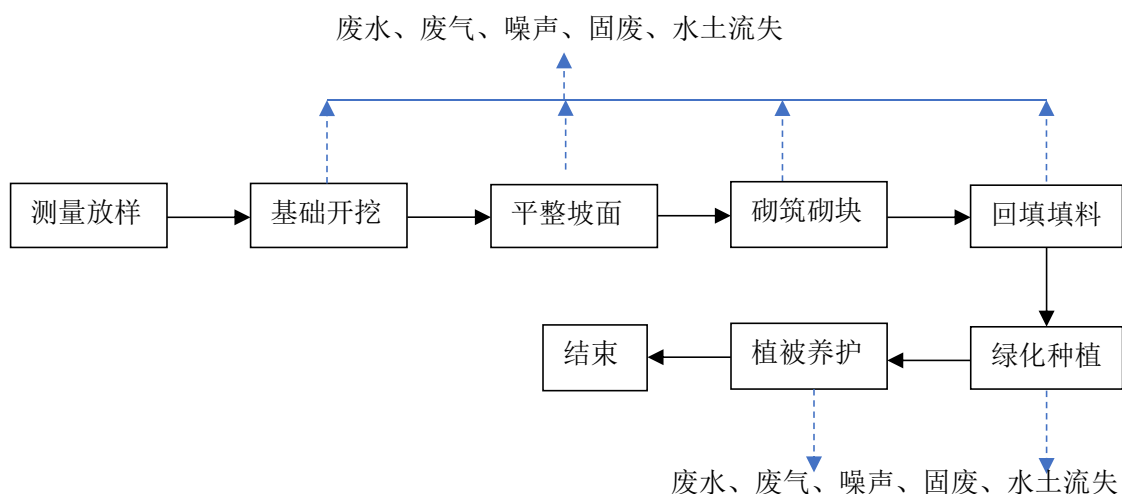 废水、废气、噪声、固废、水土流失
测量放样
基础开挖
平整坡面
砌筑砌块
回填填料
结束
植被养护
绿化种植
废水、废气、噪声、固废、水土流失